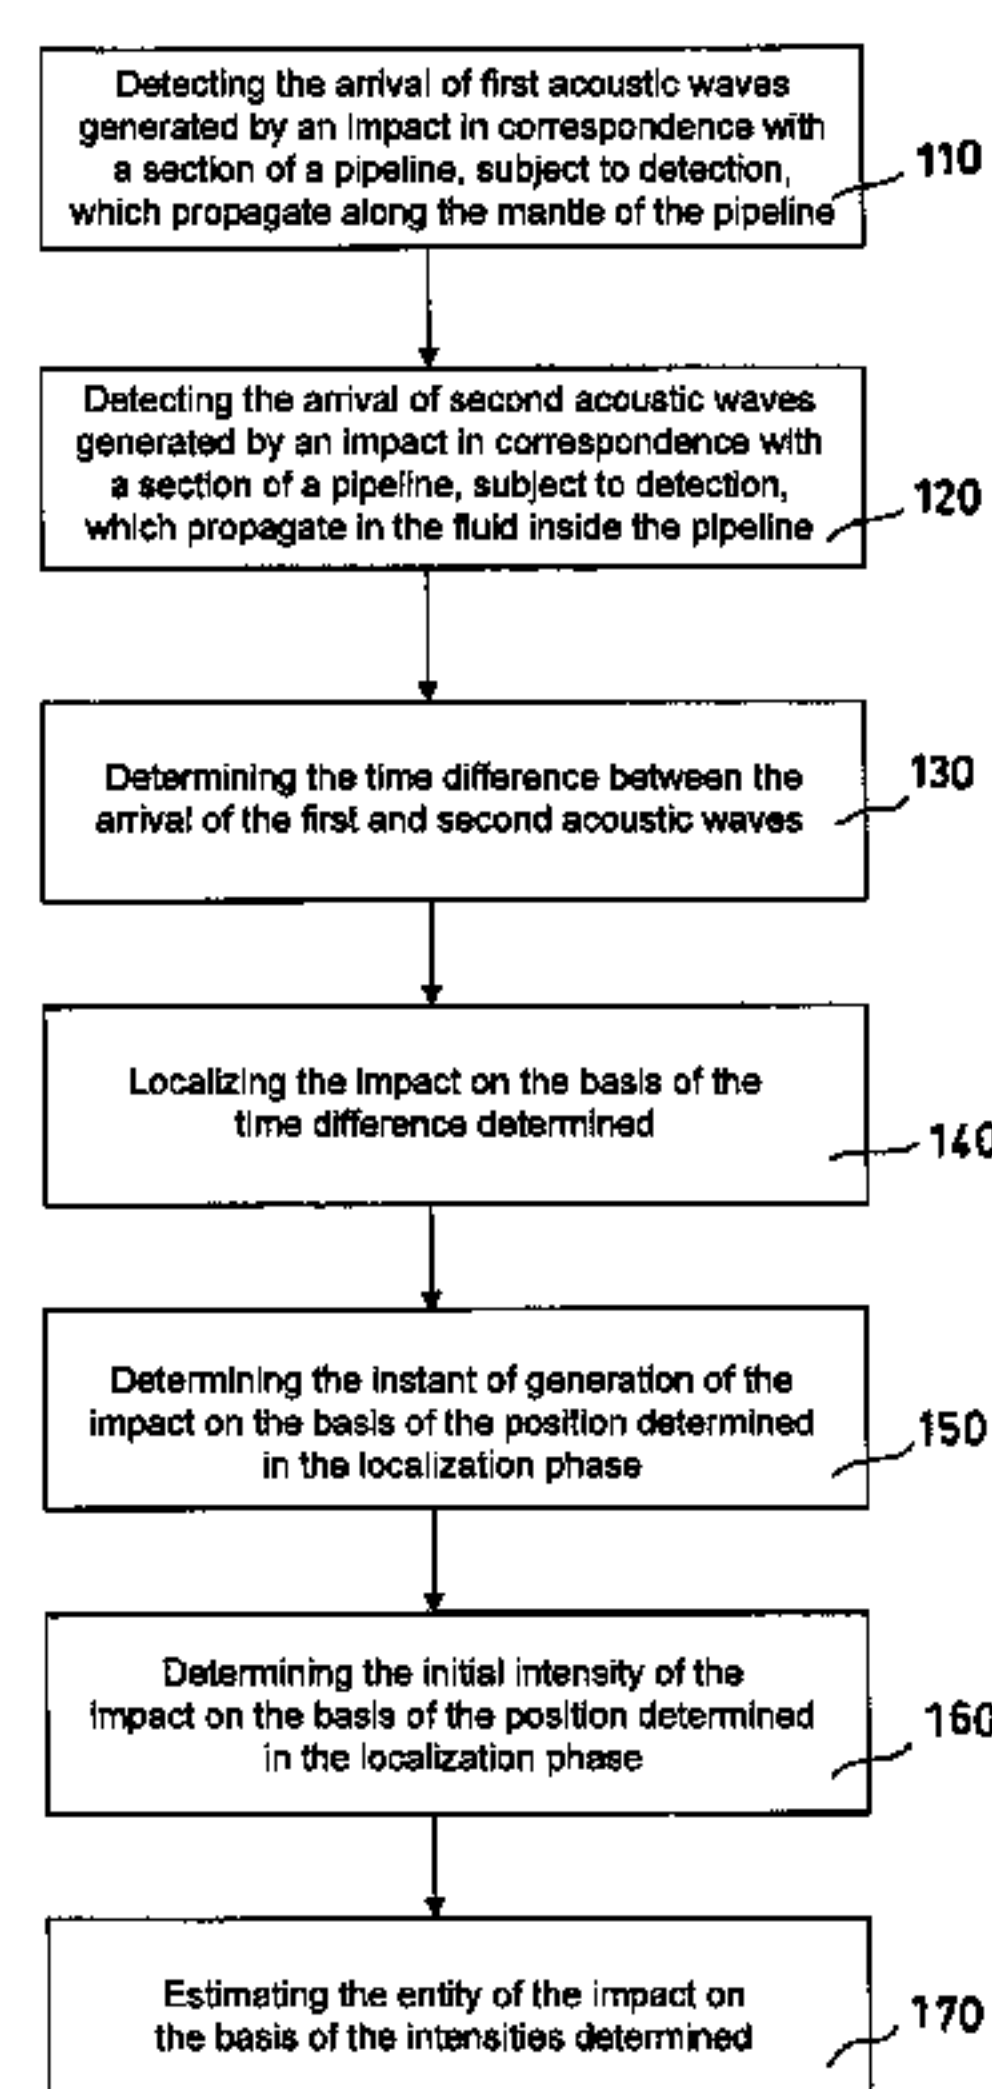 Detecting the arrival of first acoustic waves
generated by an impact in correspondence with
a section of a pipeline, subject to detection,
which propagate along the mantle of the pipeline
110
Detecting the arrival of second acoustic waves
generated by an impact in correspondence with
a section of a pipeline, subject to detection,
which propagate in the fluid inside the pipeline
120
Determining the time difference between the
arrival of the first and second acoustic waves
130
Localizing the impact on the basis of the
time difference determined
140
Determining the instant of generation of the
impact on the basis of the position determined
in the localization phase
150
Determining the initial intensity of the
impact on the basis of the position determined
in the localization phase
160
Estimating the entity of the impact on
the basis of the intensities determined
170